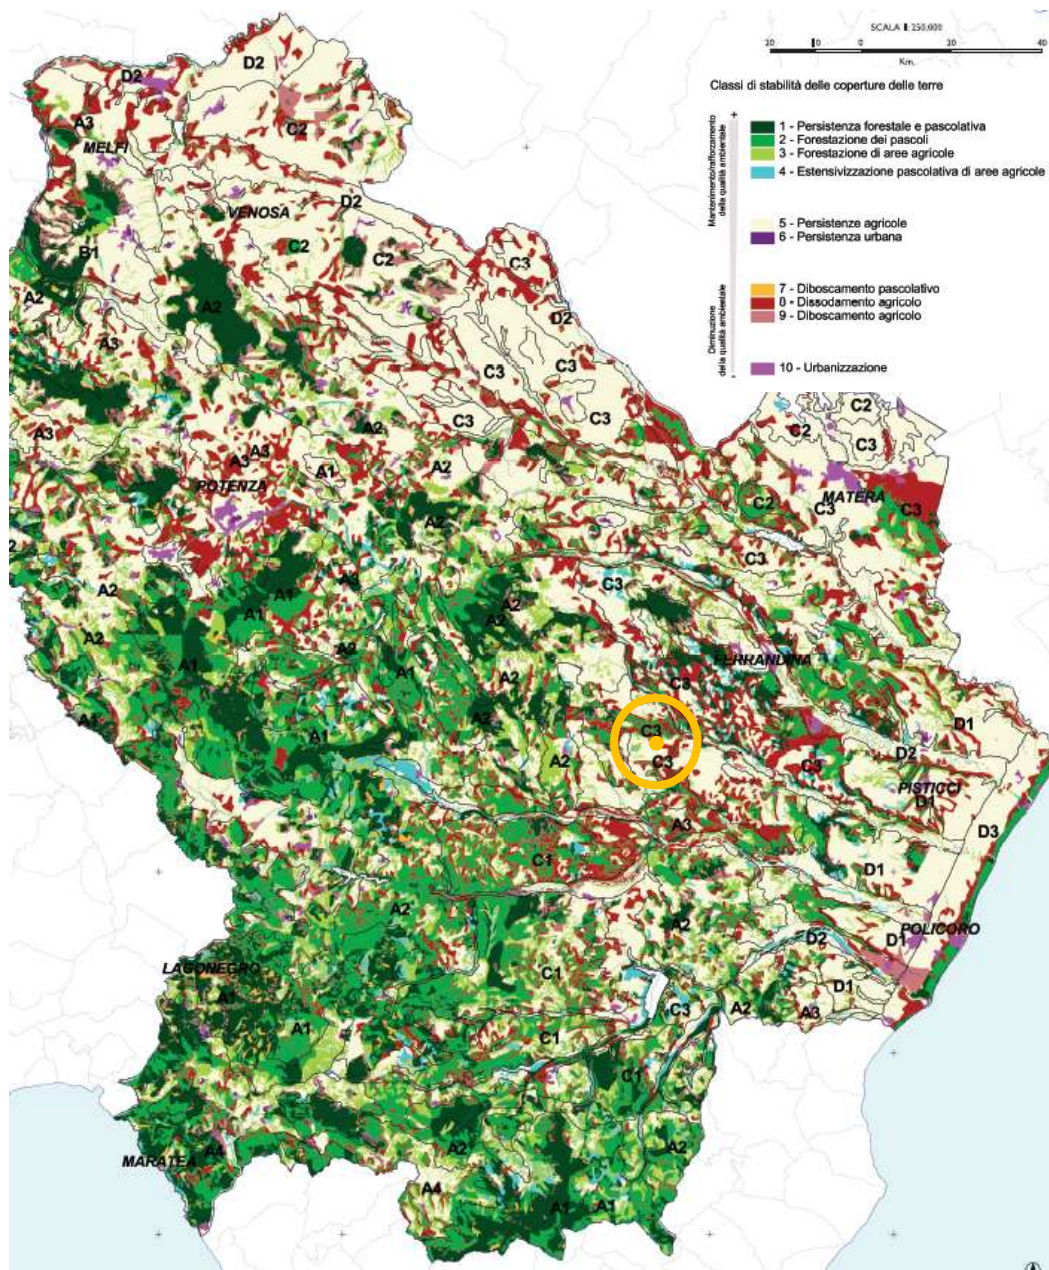 SCALA 1: 250,000
20 10 0 20 40
Km.
Classi di stabilità delle coperture delle terre
+
Mantenimento/rafforzamento
della qualità ambientale
1 - Persistenza forestale e pascolativa
2 - Forestazione dei pascoli
3 - Forestazione di aree agricole
4 - Estensivizzazione pascolativa di aree agricole
5 - Persistenze agricole
6 - Persistenza urbana
Diminuzione
della qualità ambientale
7 - Diboscamento pascolativo
8 - Dissodamento agricolo
9 - Diboscamento agricolo
-
10 - Urbanizzazione
D2
D2
A3
C2
MELFI
VENOSA
D2
B1
C2
C2
C3
A2
A2
D2
A3
C3
C3
C3
C2
C2
C3
A3
A2
A3
A3
A1
A2
POTENZA
MATERA
C2
C3
C3
A2
2
A2
A3
C3
C3
A1
A1
A2
A2
A2
A2
FERRANDINA
A1
A1
A2
C3
A1
A2
C3
D1
A1
C3
A2
C3
D2
PISTICCI
D1
A3
D3
C1
D1
A2
A2
POLICORO
D2
D1
LAGONEGRO
A1
C1
D1
C3
A2
A3
A1
C1
C1
MARATEA
A4
A2
A2
A4
A1
A1